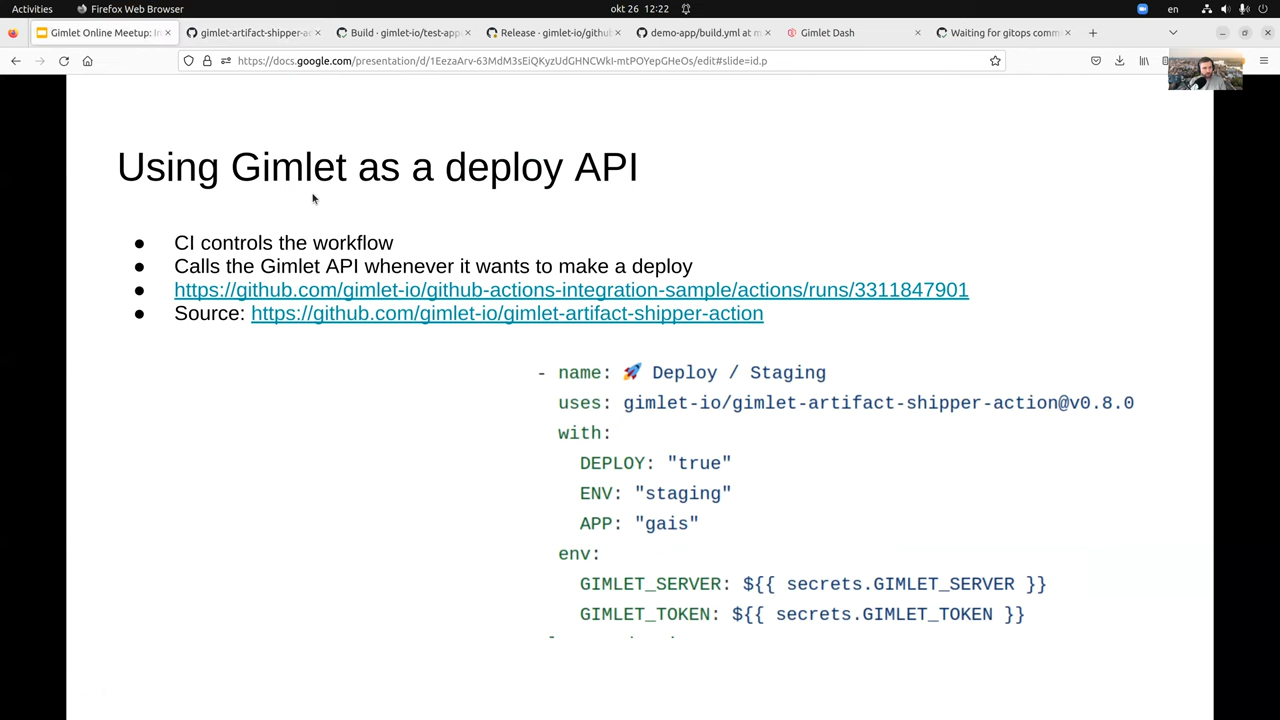 Activities
Firefox Web Browser
okt 26 12:22
en
Gimlet Online Meetup: In
gimlet-artifact-shipper-a
Build · gimlet-io/test-app
Release · gimlet-io/githu
demo-app/build.yml at m
Gimlet Dash
Waiting for gitops comm
https://docs.google.com/presentation/d/1EezaArv-63MdM3sEiQKyzUdGHNCWkI-mtPOYepGHeOs/edit#slide=id.p
Using Gimlet as a deploy API
● CI controls the workflow
● Calls the Gimlet API whenever it wants to make a deploy
● https://github.com/gimlet-io/github-actions-integration-sample/actions/runs/3311847901
● Source: https://github.com/gimlet-io/gimlet-artifact-shipper-action
- name: 🚀 Deploy / Staging
uses: gimlet-io/gimlet-artifact-shipper-action@v0.8.0
with:
DEPLOY: "true"
ENV: "staging"
APP: "gais"
env:
GIMLET_SERVER: ${{ secrets.GIMLET_SERVER }}
GIMLET_TOKEN: ${{ secrets.GIMLET_TOKEN }}